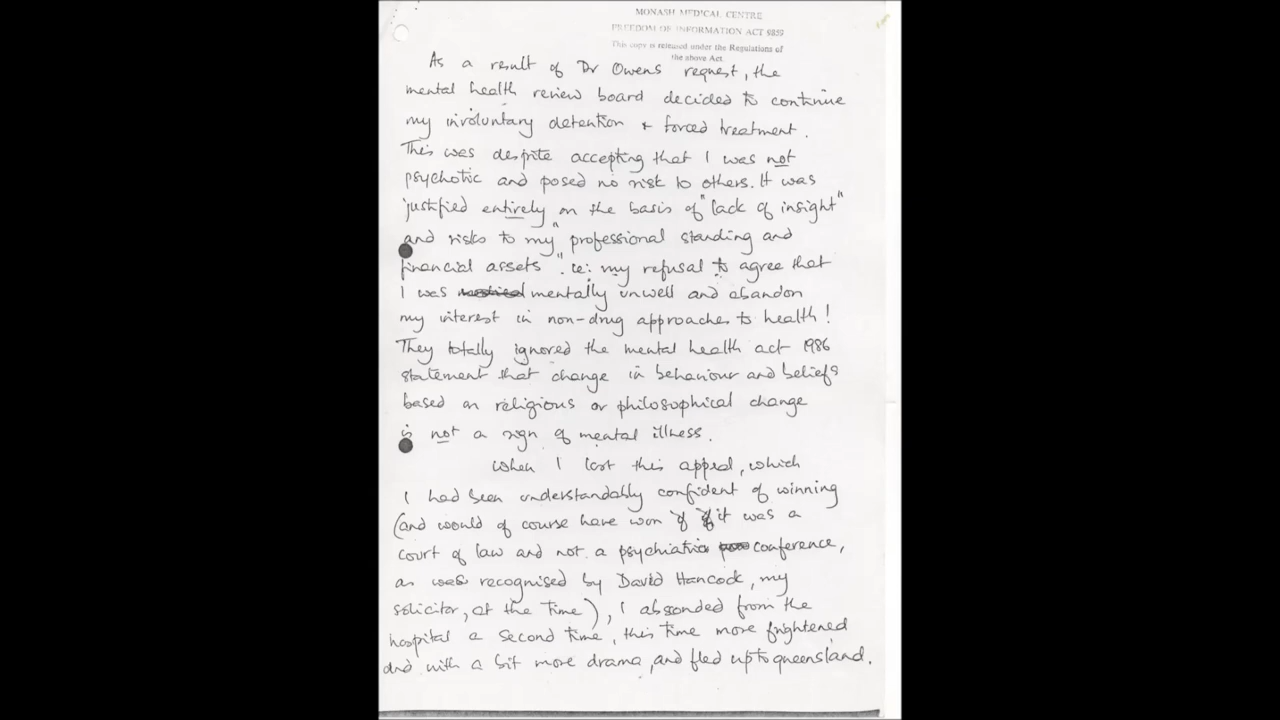 MONASH MEDICAL CENTRE
FREEDOM OF INFORMATION ACT 9859
This copy is released under the Regulations of
the above Act.
As a result of Dr Owens request, the
mental health review board decided to continue
my involuntary detention & forced treatment.
This was despite accepting that I was not
psychotic and posed no risk to others. It was
justified entirely on the basis of "lack of insight"
and risks to my "professional standing and
financial assets". ie: my refusal to agree that
I was mentally unwell and abandon
my interest in non-drug approaches to health!
They totally ignored the mental health act 1986
statement that change in behaviour and beliefs
based on religious or philosophical change
is not a sign of mental illness.
When I lost this appeal, which
I had been understandably confident of winning
(and would of course have won if it was a
court of law and not a psychiatric conference,
as was recognised by David Hancock, my
solicitor, at the time), I absonded from the
hospital a second time, this time more frightened
and with a bit more drama, and fled up to queensland.